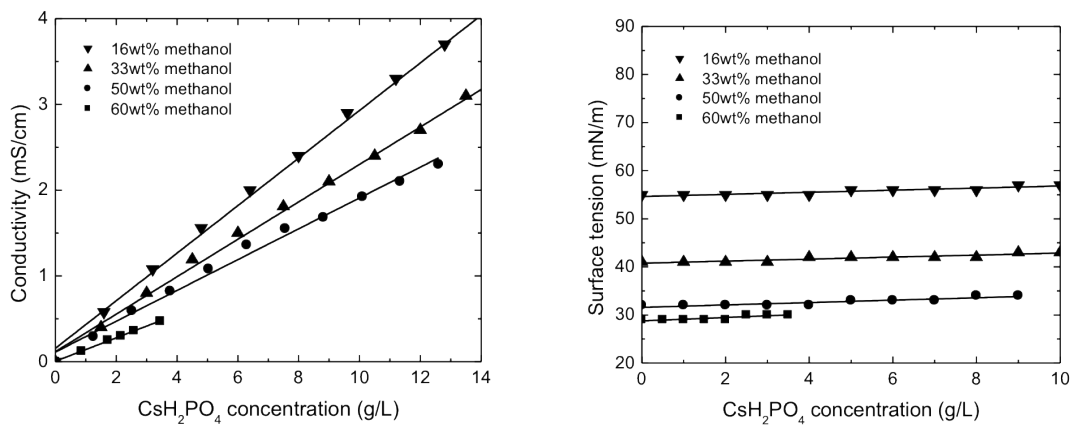 4
3
2
1
0
0 2 4 6 8 10 12 14
Conductivity (mS/cm)
CsH₂PO₄ concentration (g/L)
16wt% methanol
33wt% methanol
50wt% methanol
60wt% methanol
90
80
70
60
50
40
30
20
0 2 4 6 8 10
Surface tension (mN/m)
CsH₂PO₄ concentration (g/L)
16wt% methanol
33wt% methanol
50wt% methanol
60wt% methanol